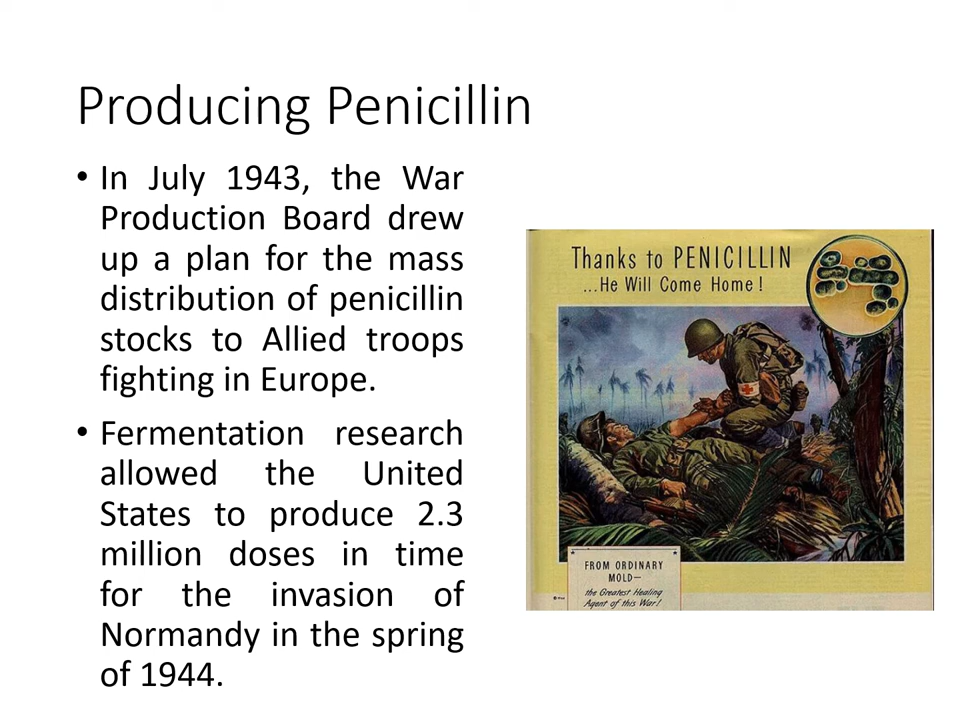 Producing Penicillin
• In July 1943, the War
Production Board drew
up a plan for the mass
distribution of penicillin
stocks to Allied troops
fighting in Europe.
• Fermentation research
allowed the United
States to produce 2.3
million doses in time
for the invasion of
Normandy in the spring
of 1944.
Thanks to PENICILLIN
...He Will Come Home!
FROM ORDINARY
MOLD—
the Greatest Healing
Agent of this War!